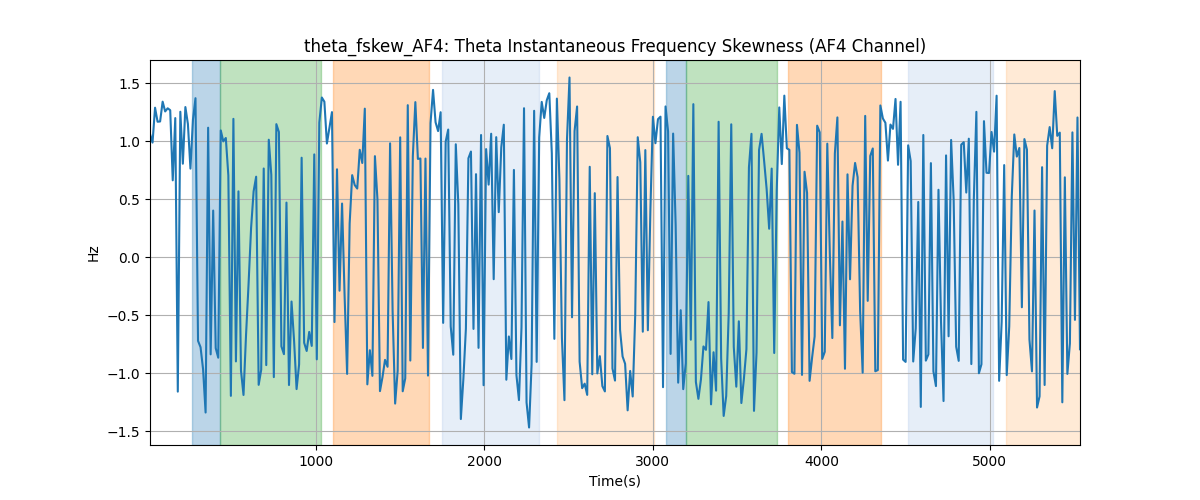 theta_fskew_AF4: Theta Instantaneous Frequency Skewness (AF4 Channel)
1.5
1.0
0.5
0.0
−0.5
−1.0
−1.5
Hz
1000 2000 3000 4000 5000
Time(s)